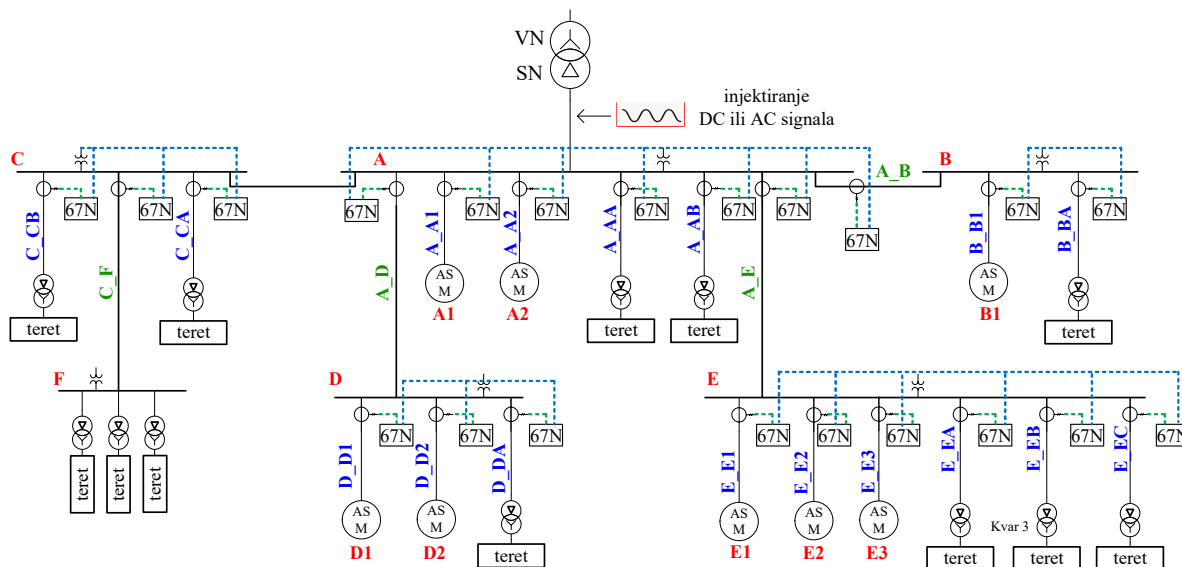 VN
SN
injektiranje
DC ili AC signala
C
A
A_B
B
67N
67N
67N
67N
67N
67N
67N
67N
67N
67N
67N
67N
C_CB
C_F
C_CA
A_D
A_A1
A_A2
A_AA
A_AB
A_E
B_B1
B_BA
AS
M
AS
M
AS
M
A1
A2
B1
teret
teret
teret
teret
teret
F
D
E
67N
67N
67N
67N
67N
67N
67N
67N
67N
D_D1
D_D2
D_DA
E_E1
E_E2
E_E3
E_EA
E_EB
E_EC
teret
teret
teret
AS
M
AS
M
AS
M
AS
M
AS
M
Kvar 3
D1
D2
teret
E1
E2
E3
teret
teret
teret